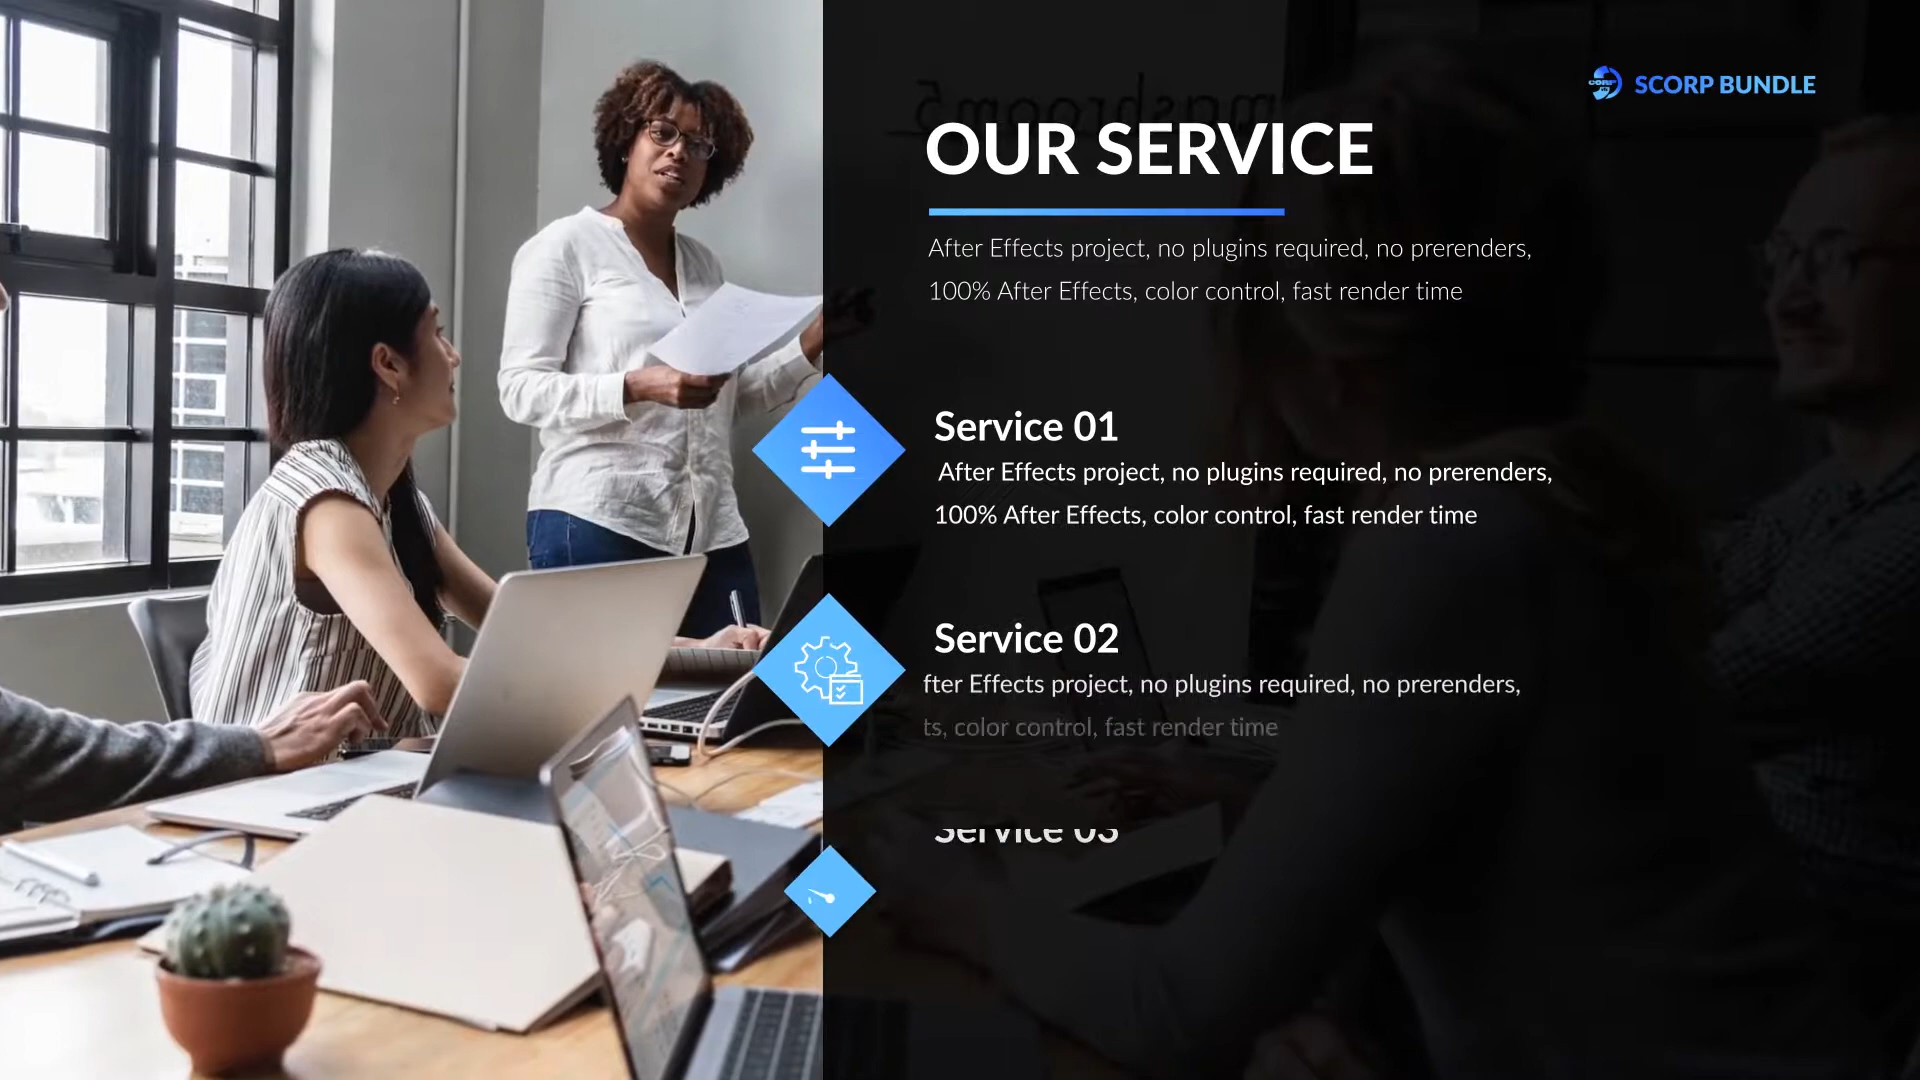 SCORP BUNDLE
OUR SERVICE
After Effects project, no plugins required, no prerenders,
100% After Effects, color control, fast render time
Service 01
After Effects project, no plugins required, no prerenders,
100% After Effects, color control, fast render time
Service 02
fter Effects project, no plugins required, no prerenders,
ts, color control, fast render time
Service 03